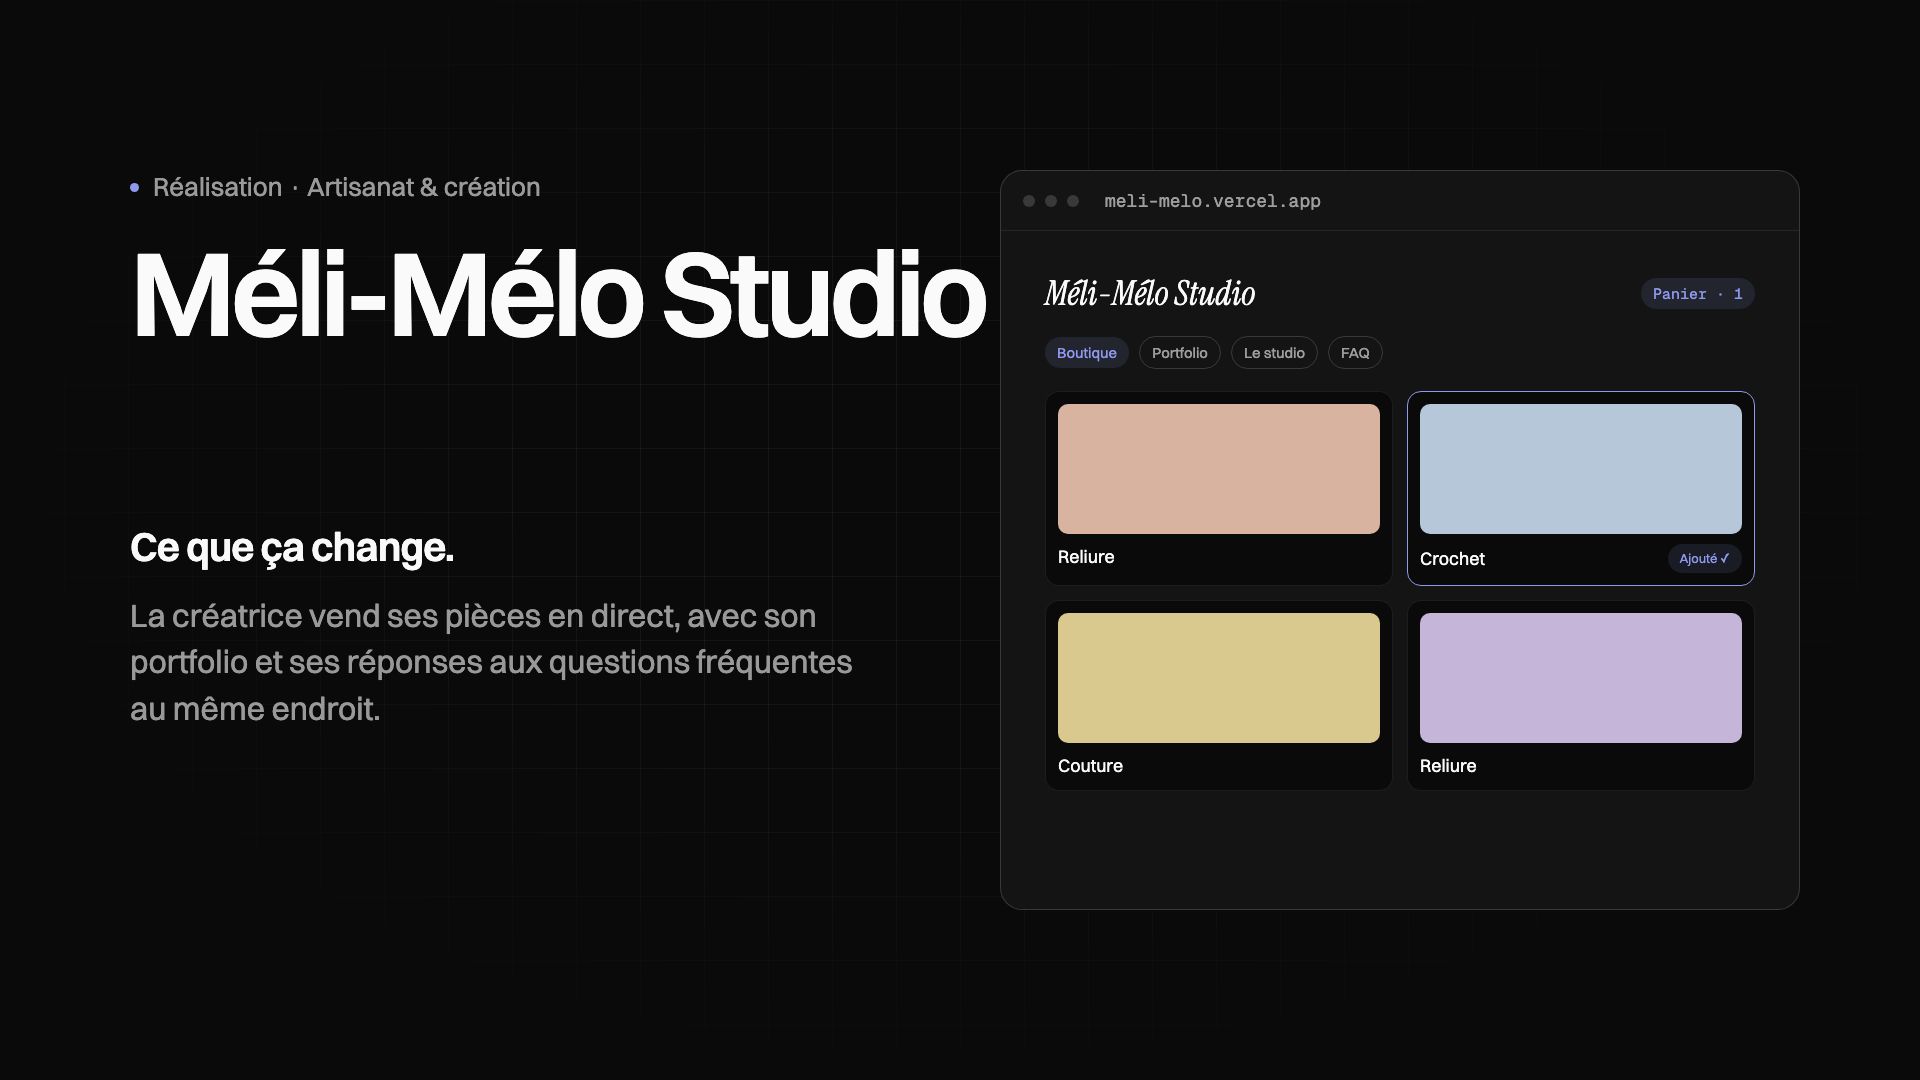 Réalisation · Artisanat & création
Méli-Mélo Studio
Ce que ça change.
La créatrice vend ses pièces en direct, avec son
portfolio et ses réponses aux questions fréquentes
au même endroit.
meli-melo.vercel.app
Méli-Mélo Studio
Panier · 1
Boutique
Portfolio
Le studio
FAQ
Reliure
Crochet
Ajouté ✓
Couture
Reliure